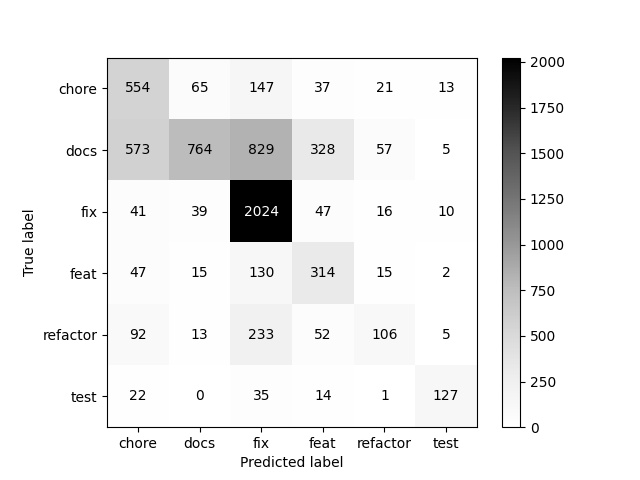 chore 554 65 147 37 21 13
docs 573 764 829 328 57 5
fix 41 39 2024 47 16 10
feat 47 15 130 314 15 2
refactor 92 13 233 52 106 5
test 22 0 35 14 1 127
chore docs fix feat refactor test
Predicted label
True label
2000
1750
1500
1250
1000
750
500
250
0